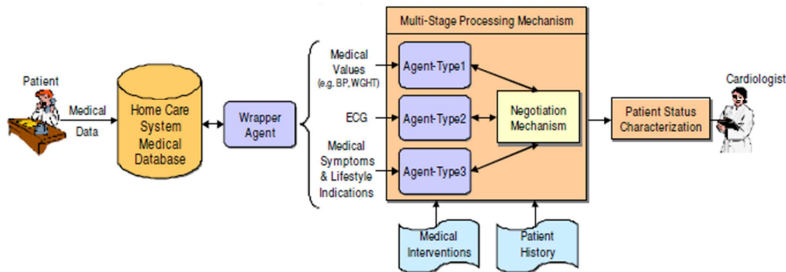 Multi-Stage Processing Mechanism
Patient
Medical
Data
Home Care
System
Medical
Database
Wrapper
Agent
Medical
Values
(e.g. BP,WGHT)
ECG
Medical
Symptoms
& Lifestyle
Indications
Agent-Type1
Agent-Type2
Agent-Type3
Negotiation
Mechanism
Patient Status
Characterization
Cardiologist
Medical
Interventions
Patient
History